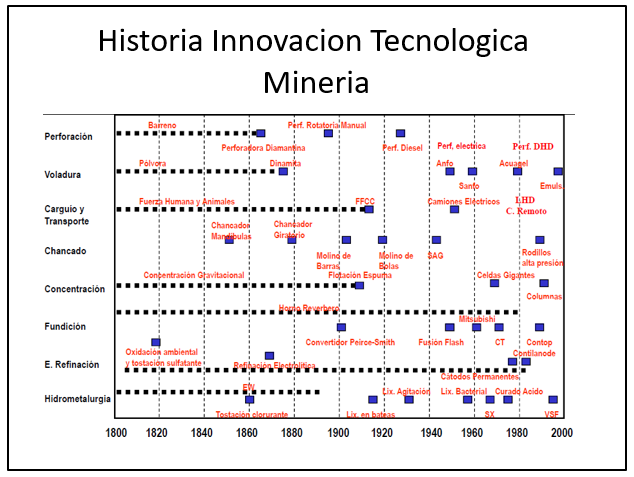 Historia Innovacion Tecnologica
Mineria
Perforación
Barreno
Perf. Rotatoria Manual
Perforadora Diamantina
Perf. Diesel
Perf. electrica
Perf. DHD
Voladura
Pólvora
Dinamita
Anfo
Sanfo
Acuagel
Emuls
Carguio y
Transporte
Fuerza Humana y Animales
FFCC
Camiones Electricos
LHD
C. Remoto
Chancado
Chancador
Mandibulas
Chancador
Giratorio
Molino de
Barras
Molino de
Bolas
SAG
Rodillos
alta presión
Concentración
Concentración Gravitacional
Flotación Espuma
Celdas Gigantes
Columnas
Fundición
Horno Reverbero
Convertidor Peirce-Smith
Fusión Flash
Mitsubishi
CT
Contop
E. Refinación
Oxidación ambiental
y tostación sulfatante
Refinación Electrolítica
Contilanode
Cátodos Permanentes
Hidrometalurgia
EW
Tostación clorurante
Lix. en bateas
Lix. Agitación
Lix. Bacterial
SX
Curado Acido
VSF
1800 1820 1840 1860 1880 1900 1920 1940 1960 1980 2000